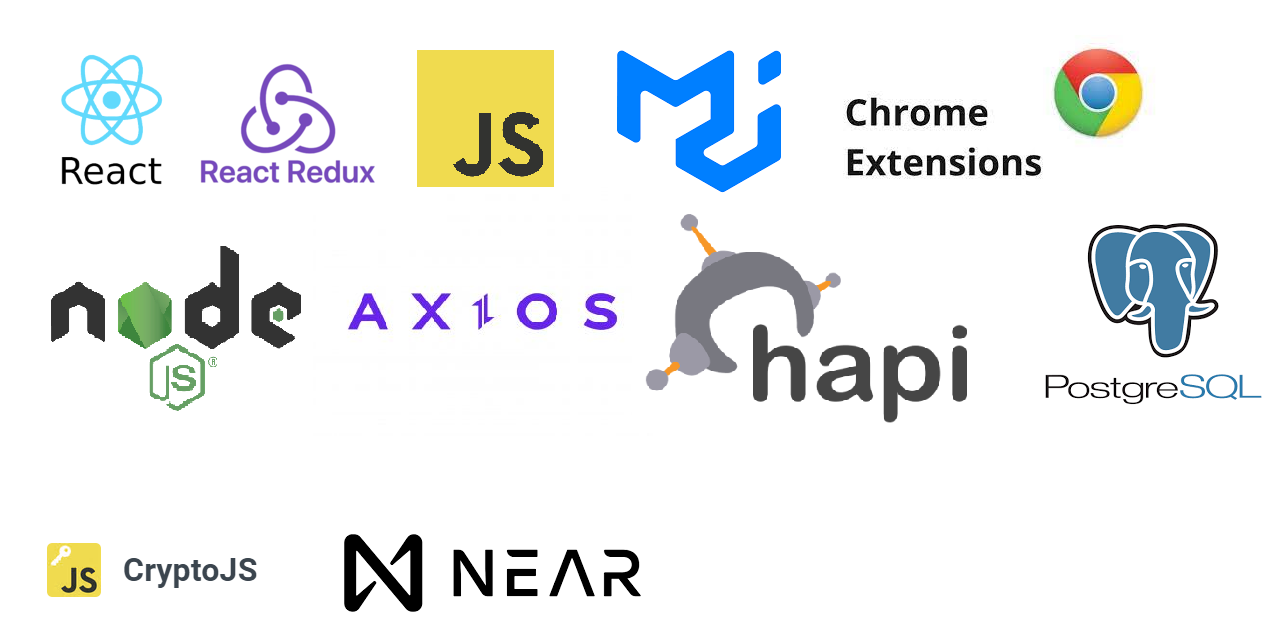 React
React Redux
JS
Chrome
Extensions
node
JS®
AXIOS
hapi
PostgreSQL
JS
CryptoJS
NEAR